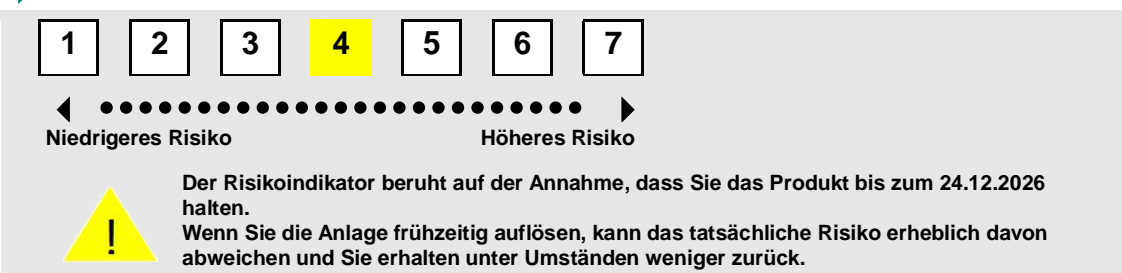 1 2 3 4 5 6 7
Niedrigeres Risiko Höheres Risiko
Der Risikoindikator beruht auf der Annahme, dass Sie das Produkt bis zum 24.12.2026
halten.
!
Wenn Sie die Anlage frühzeitig auflösen, kann das tatsächliche Risiko erheblich davon
abweichen und Sie erhalten unter Umständen weniger zurück.